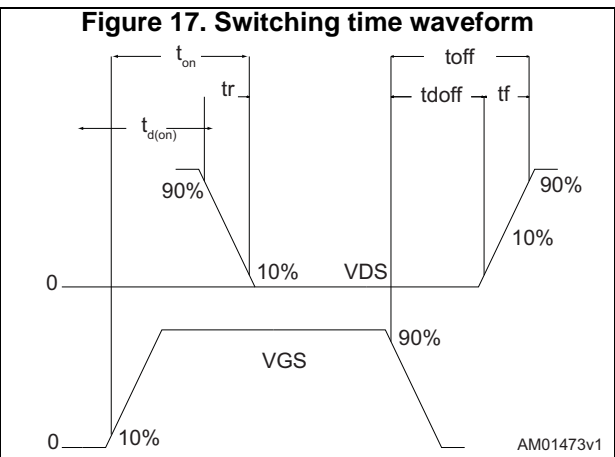 Figure 17. Switching time waveform
ton
toff
tr
tdoff
tf
td(on)
90%
90%
10%
10%
VDS
0
90%
VGS
0
10%
AM01473v1